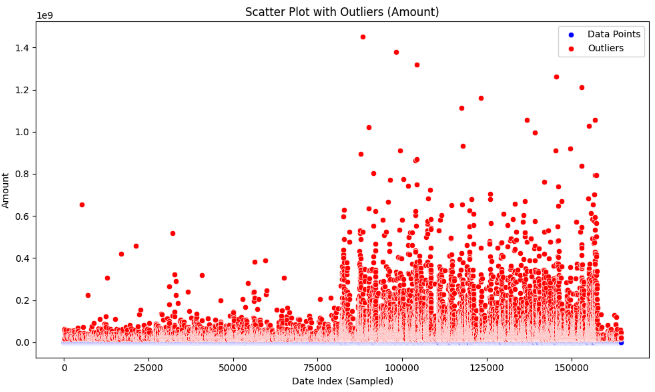 Scatter Plot with Outliers (Amount)
1e9
Data Points
Outliers
1.4
1.2
1.0
0.8
0.6
0.4
0.2
0.0
Amount
0 25000 50000 75000 100000 125000 150000
Date Index (Sampled)